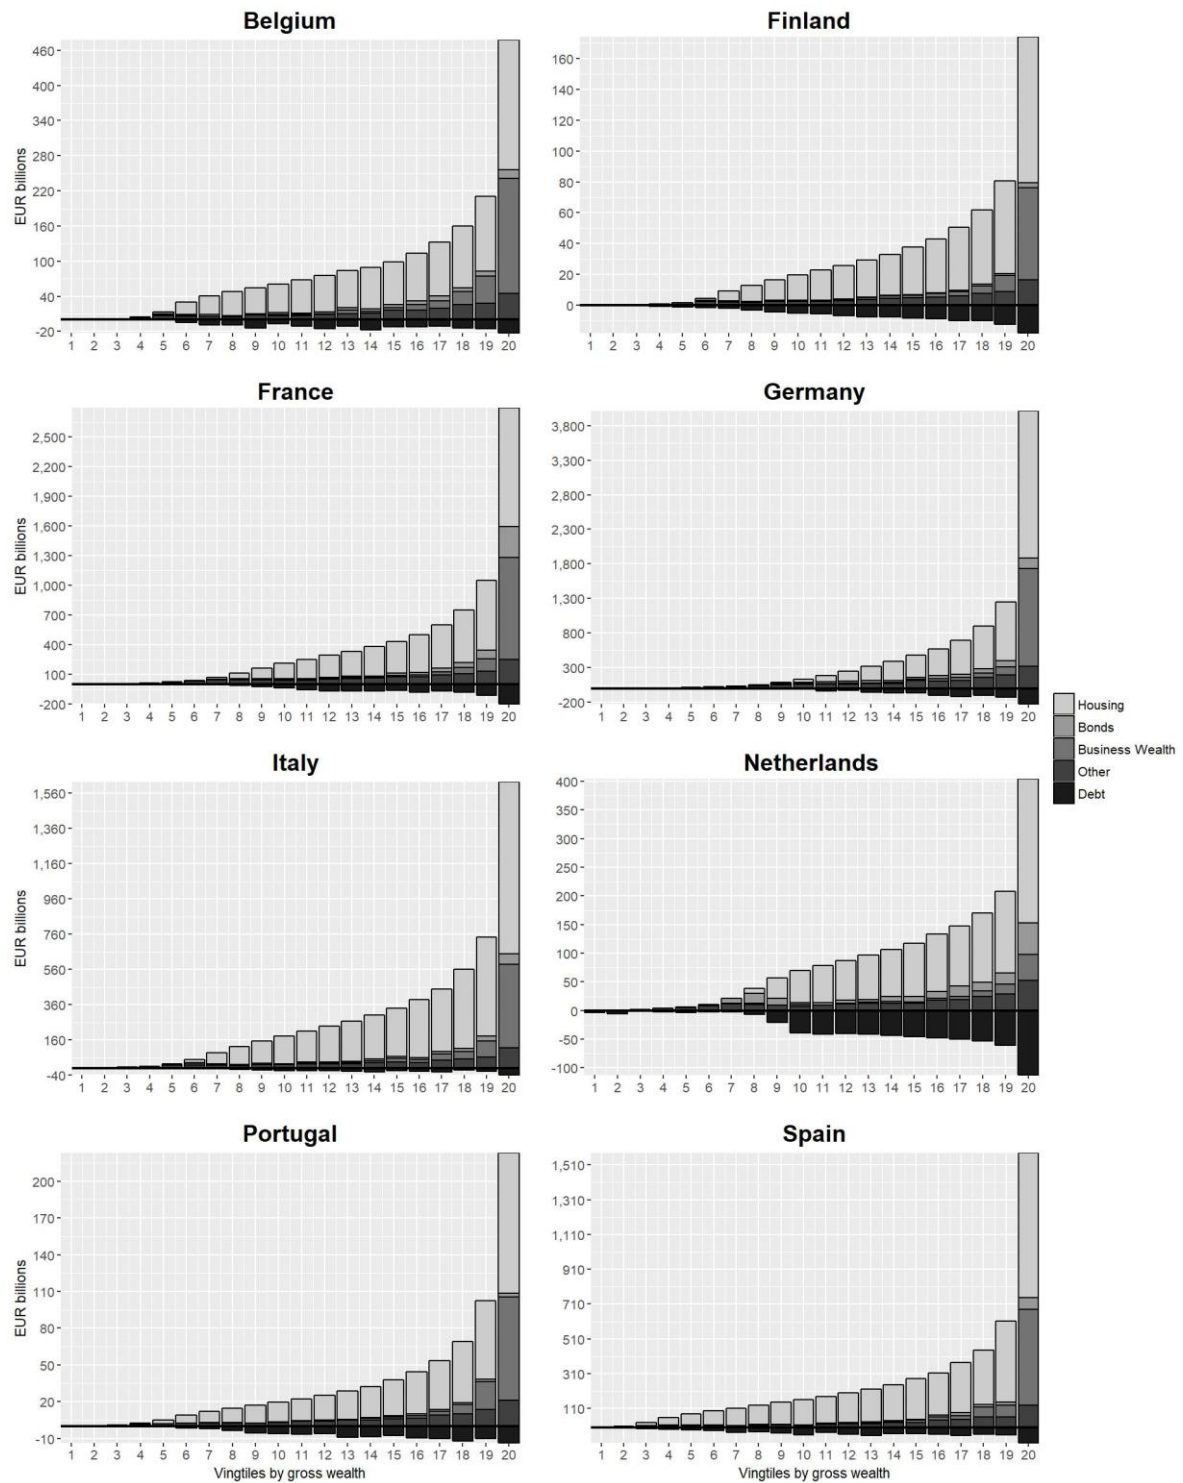 Belgium
EUR billions
460
400
340
280
220
160
100
40
-20
1 2 3 4 5 6 7 8 9 10 11 12 13 14 15 16 17 18 19 20
Finland
160
140
120
100
80
60
40
20
0
1 2 3 4 5 6 7 8 9 10 11 12 13 14 15 16 17 18 19 20
France
EUR billions
2,500
2,200
1,900
1,600
1,300
1,000
700
400
100
-200
1 2 3 4 5 6 7 8 9 10 11 12 13 14 15 16 17 18 19 20
Germany
3,800
3,300
2,800
2,300
1,800
1,300
800
300
-200
1 2 3 4 5 6 7 8 9 10 11 12 13 14 15 16 17 18 19 20
Housing
Bonds
Business Wealth
Other
Debt
Italy
EUR billions
1,560
1,360
1,160
960
760
560
360
160
-40
1 2 3 4 5 6 7 8 9 10 11 12 13 14 15 16 17 18 19 20
Netherlands
400
350
300
250
200
150
100
50
0
-50
-100
1 2 3 4 5 6 7 8 9 10 11 12 13 14 15 16 17 18 19 20
Portugal
EUR billions
200
170
140
110
80
50
20
-10
1 2 3 4 5 6 7 8 9 10 11 12 13 14 15 16 17 18 19 20
Vingtiles by gross wealth
Spain
1,510
1,310
1,110
910
710
510
310
110
1 2 3 4 5 6 7 8 9 10 11 12 13 14 15 16 17 18 19 20
Vingtiles by gross wealth